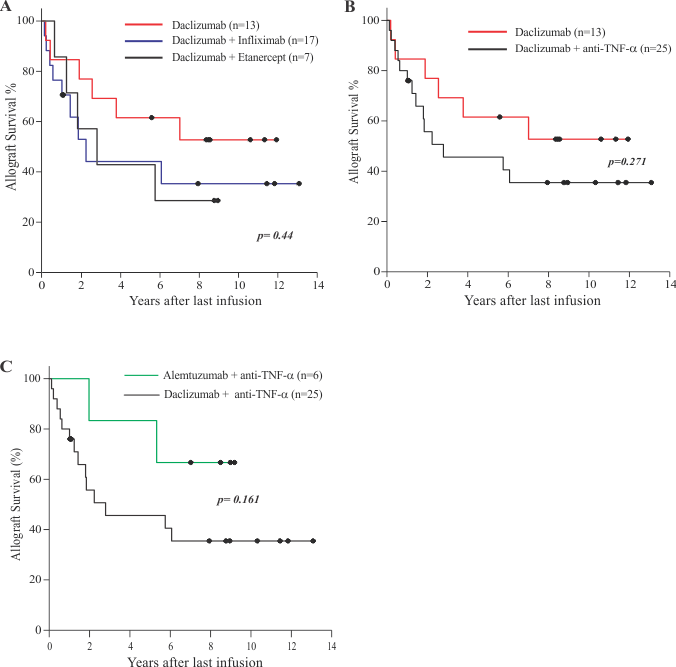 A
Daclizumab (n=13)
Daclizumab + Infliximab (n=17)
Daclizumab + Etanercept (n=7)
Allograft Survival %
100
80
60
40
20
0
p= 0.44
0 2 4 6 8 10 12 14
Years after last infusion
B
Daclizumab (n=13)
Daclizumab + anti-TNF-α (n=25)
Allograft Survival %
100
80
60
40
20
0
p=0.271
0 2 4 6 8 10 12 14
Years after last infusion
C
Alemtuzumab + anti-TNF-α (n=6)
Daclizumab + anti-TNF-α (n=25)
Allograft Survival (%)
100
80
60
40
20
0
p= 0.161
0 2 4 6 8 10 12 14
Years after last infusion